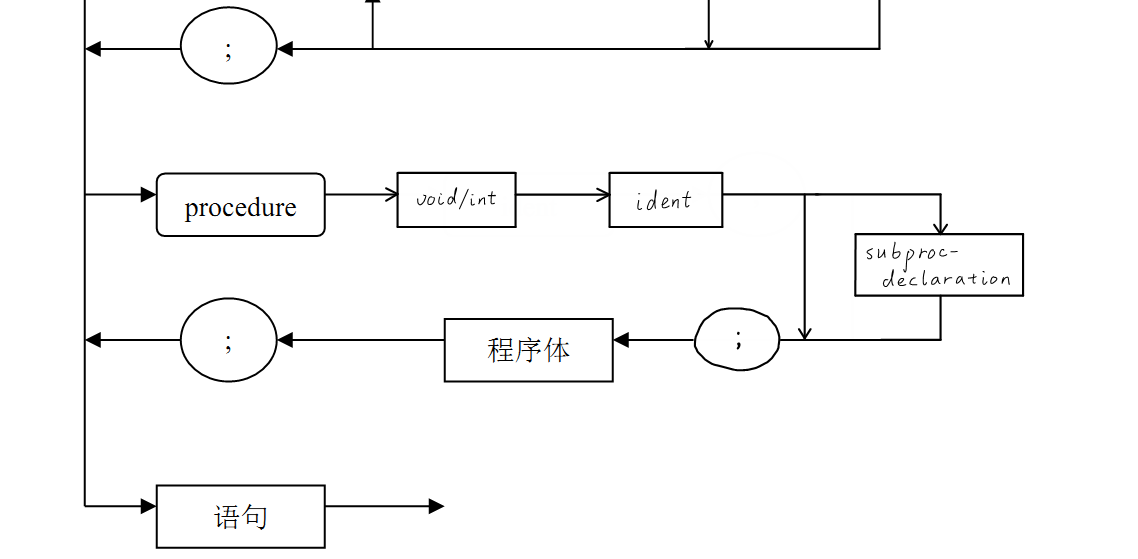 ;
procedure
void/int
ident
subproc-
declaration
;
程序体
;
语句